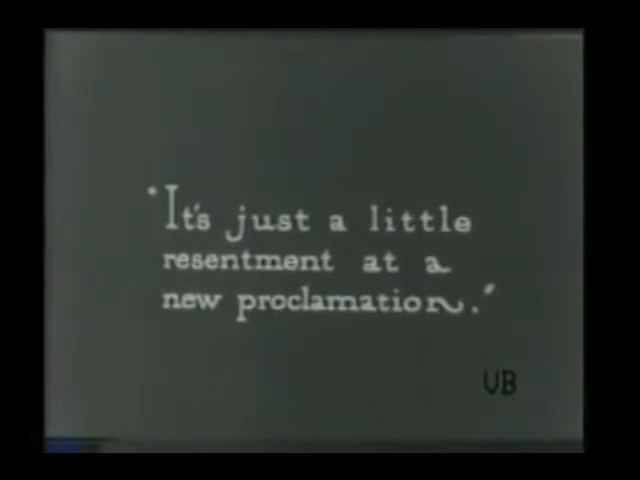 "It's just a little
resentment at a
new proclamation."
VB